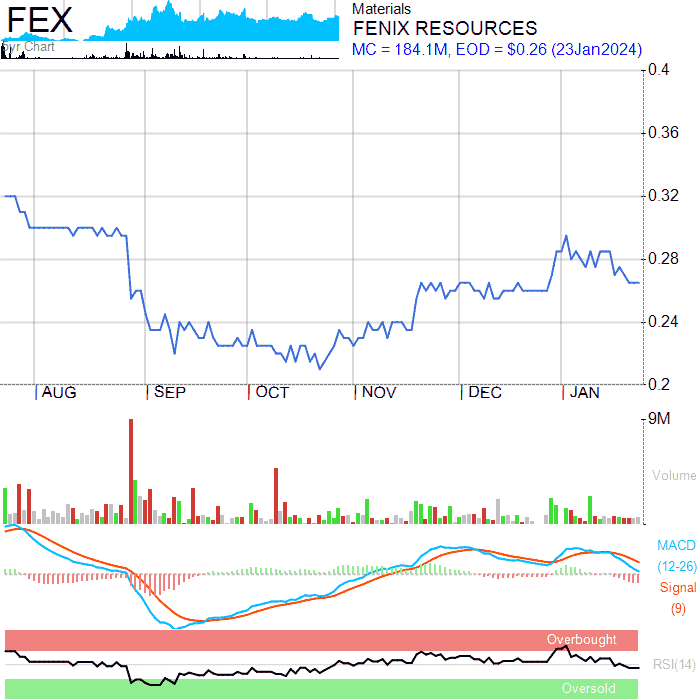 FEX
Materials
FENIX RESOURCES
MC = 184.1M, EOD = $0.26 (23Jan2024)
yr Chart
0.4
0.36
0.32
0.28
0.24
0.2
AUG
SEP
OCT
NOV
DEC
JAN
9M
Volume
MACD
(12-26)
Signal
(9)
Overbought
RSI(14)
Oversold